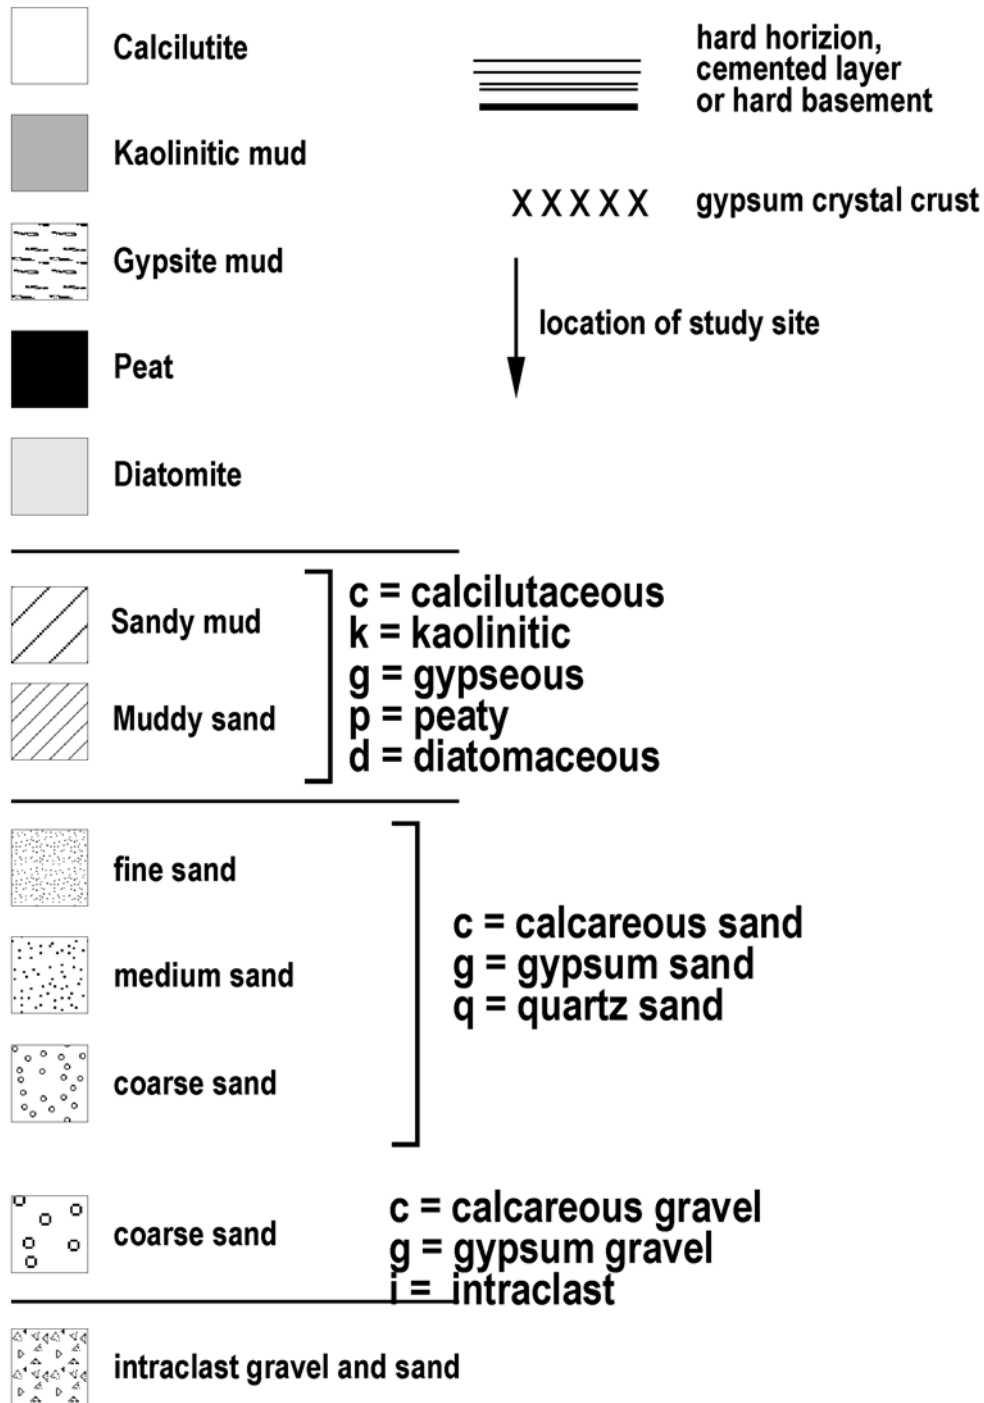 Calcilutite
hard horizion,
cemented layer
or hard basement
Kaolinitic mud
X X X X X
gypsum crystal crust
Gypsite mud
location of study site
Peat
Diatomite
Sandy mud
Muddy sand
c = calcilutaceous
k = kaolinitic
g = gypseous
p = peaty
d = diatomaceous
fine sand
medium sand
coarse sand
c = calcareous sand
g = gypsum sand
q = quartz sand
coarse sand
c = calcareous gravel
g = gypsum gravel
i = intraclast
intraclast gravel and sand